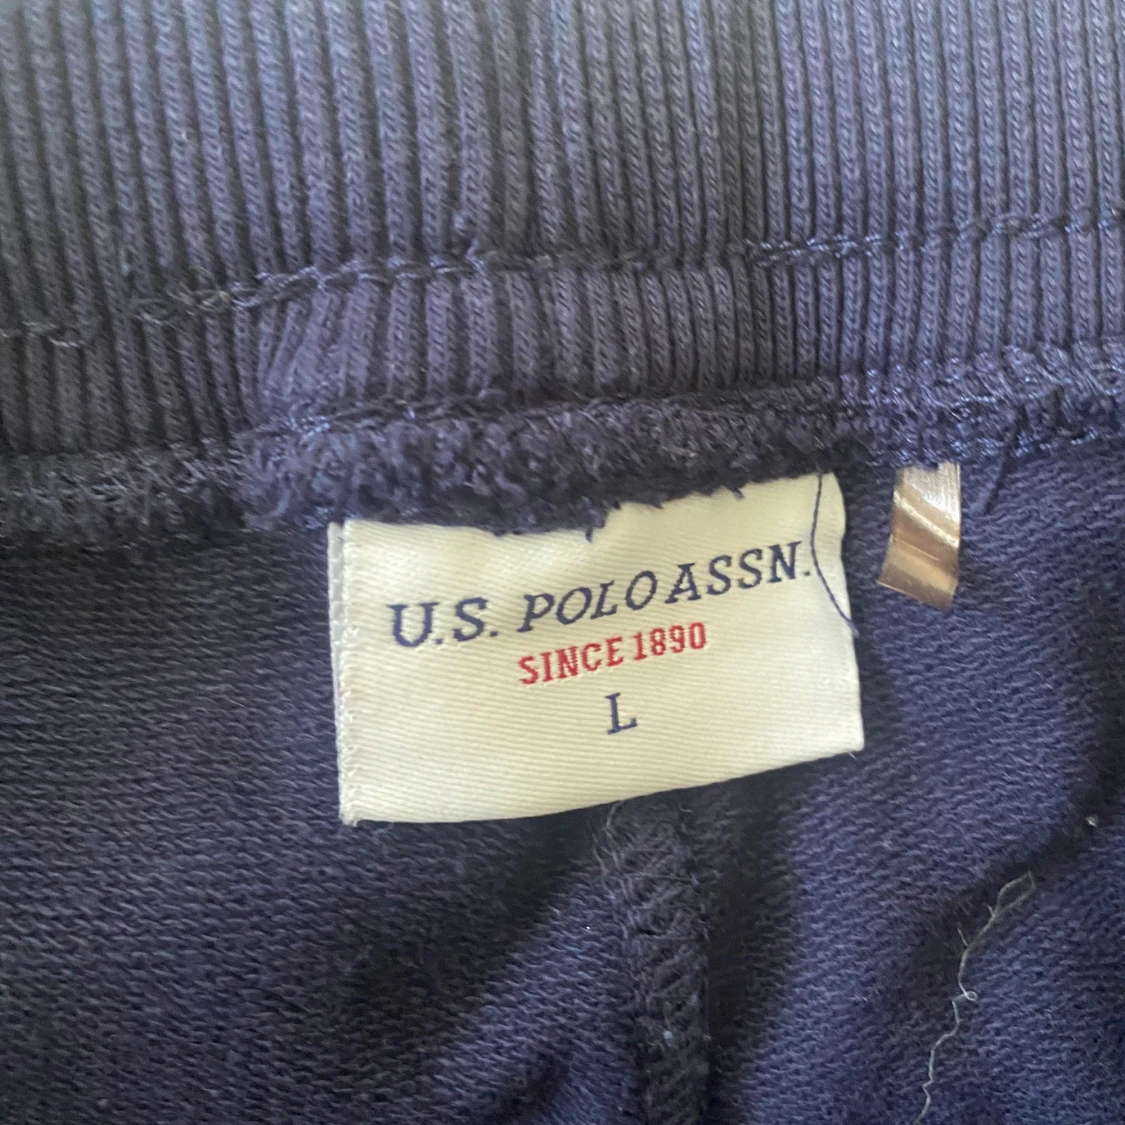 U.S. POLO ASSN.
SINCE 1890
L